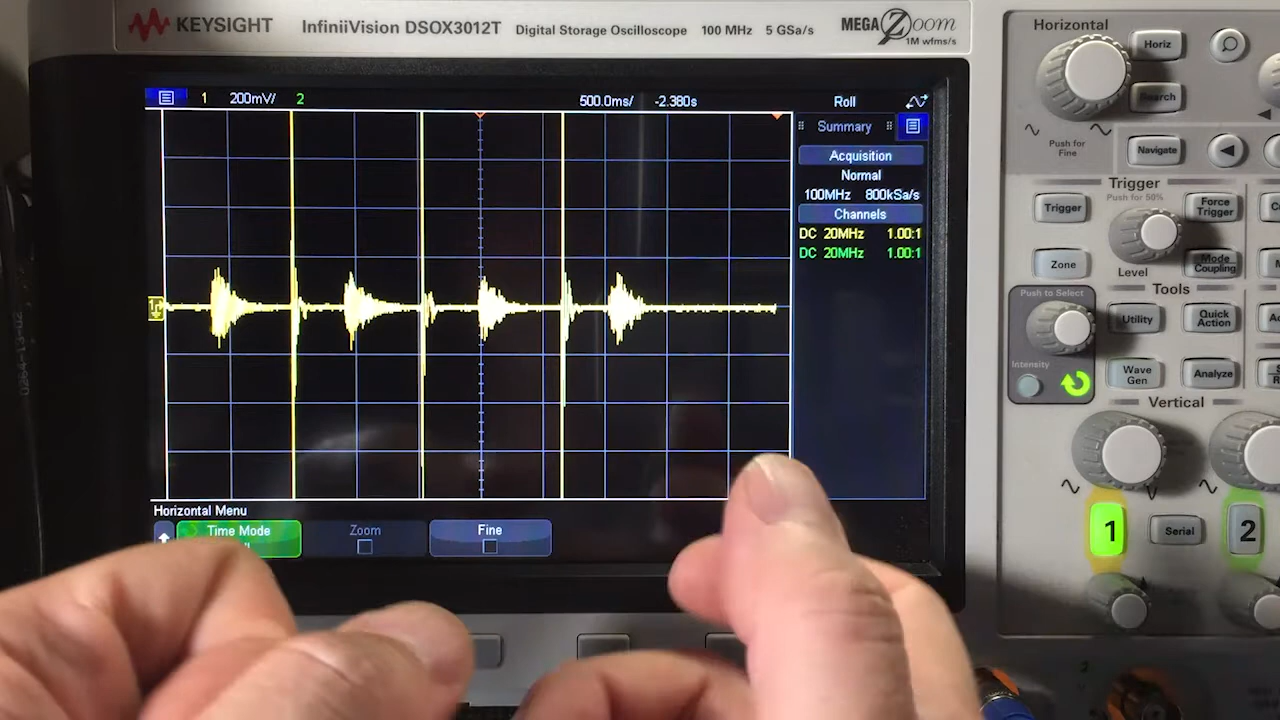 KEYSIGHT InfiniiVision DSOX3012T Digital Storage Oscilloscope 100 MHz 5 GSa/s MEGA Zoom
1M wfms/s
1 200mV/ 2 500.0ms/ -2.380s Roll
Summary
Acquisition
Normal
100MHz 800kSa/s
Channels
DC 20MHz 1.00:1
DC 20MHz 1.00:1
Horizontal Menu
Time Mode
Zoom
Fine
Horizontal
Horiz
Search
Push for
Fine
Navigate
Trigger
Push for 50%
Trigger
Force
Trigger
Level
Zone
Mode
Coupling
Tools
Push to Select
Utility
Quick
Action
Intensity
Wave
Gen
Analyze
Vertical
1
Serial
2